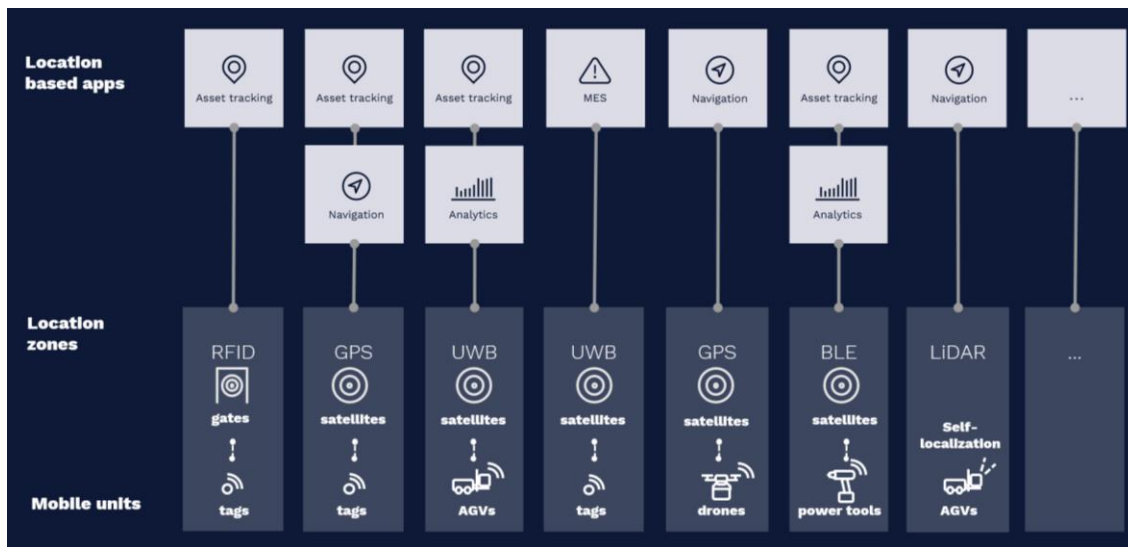 Location
based apps
Asset tracking
Asset tracking
Asset tracking
MES
Navigation
Asset tracking
Navigation
...
Navigation
Analytics
Analytics
Location
zones
RFID
GPS
UWB
UWB
GPS
BLE
LiDAR
...
gates
satellites
satellites
satellites
satellites
satellites
Self-
localization
Mobile units
tags
tags
AGVs
tags
drones
power tools
AGVs